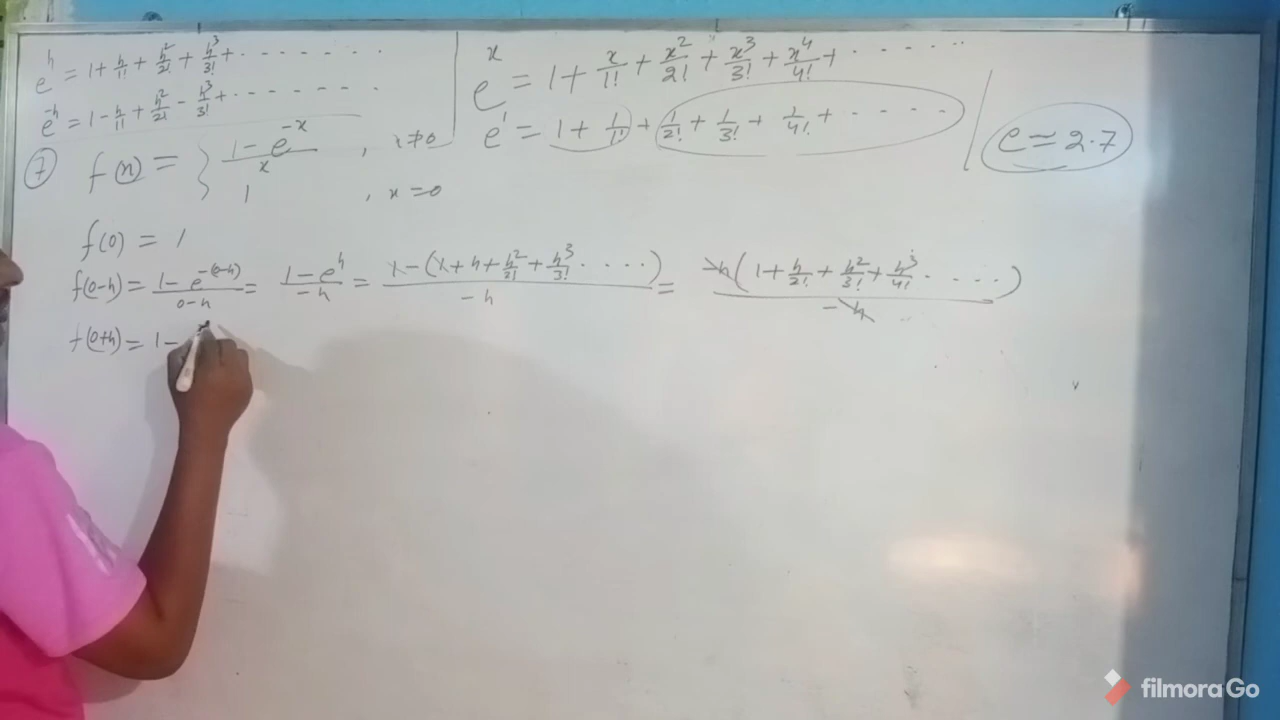 e^h = 1 + h/1! + h²/2! + h³/3! + - - - - - - - -
e^-h = 1 - h/1! + h²/2! - h³/3! + - - - - - - -
e^x = 1 + x/1! + x²/2! + x³/3! + x⁴/4! + - - - - - -
e^1 = 1 + 1/1! + 1/2! + 1/3! + 1/4! + - - - - -
e = 2.7
⑦ f(x) = { (1 - e^-x)/x , x≠0
1 , x = 0
f(0) = 1
f(0-h) = (1 - e^-(0-h))/(0-h) = (1 - e^h)/(-h) = (1 - (1 + h + h²/2! + h³/3! - - - -))/(-h) = -h(1 + h/2! + h²/3! + h³/4! - - - - -)/(-h)
f(0+h) = 1 -
filmoraGo